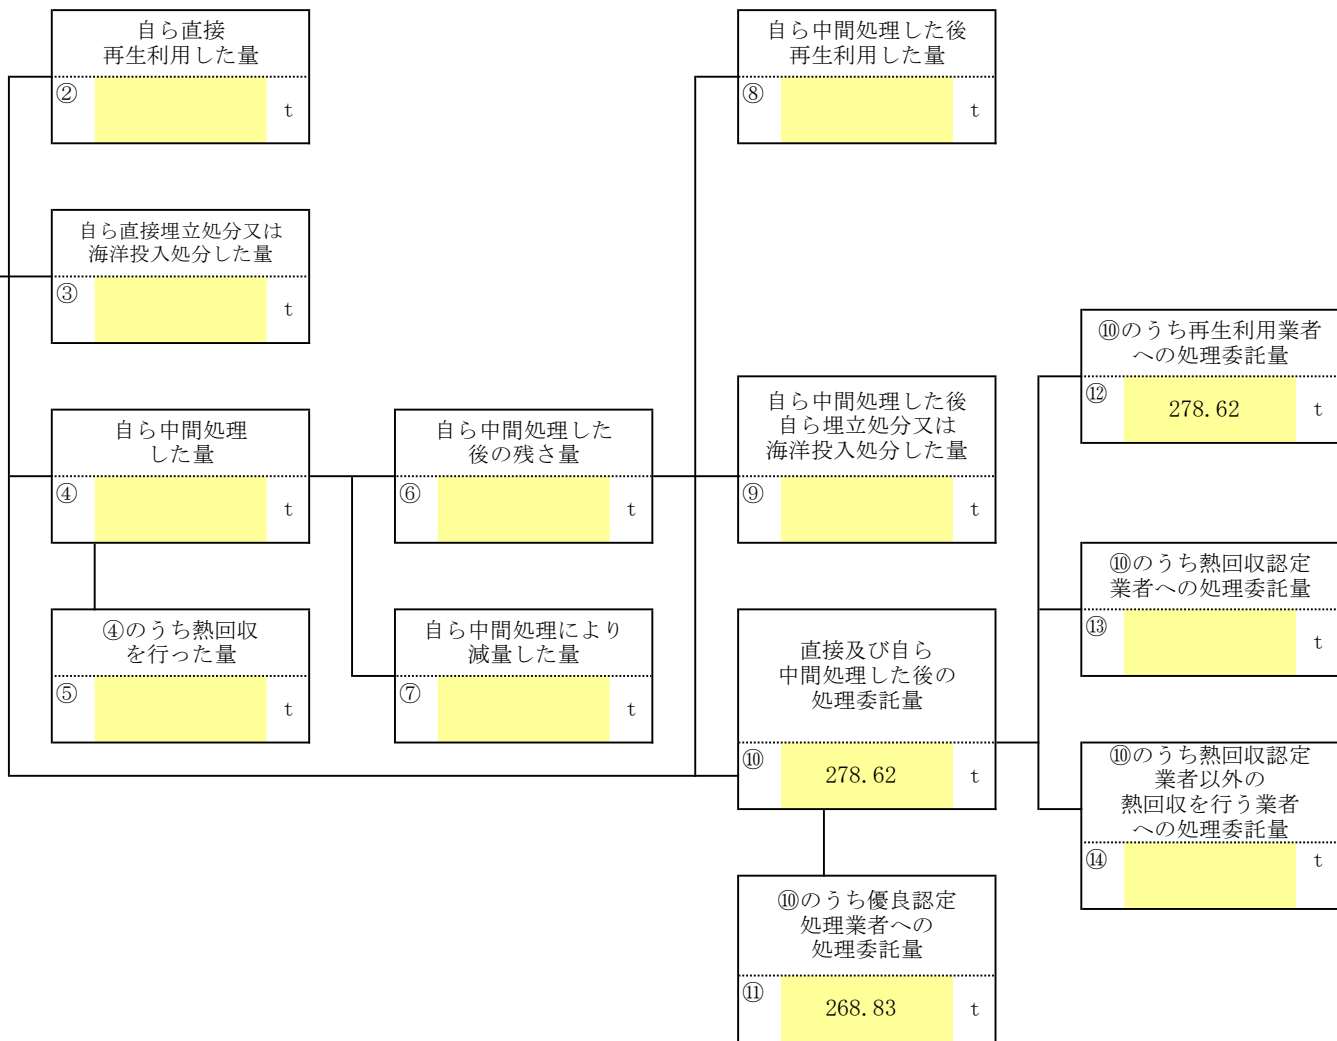 自ら直接
再生利用した量
②
t
自ら中間処理した後
再生利用した量
⑧
t
自ら直接埋立処分又は
海洋投入処分した量
③
t
⑩のうち再生利用業者
への処理委託量
⑫
278.62
t
自ら中間処理
した量
④
t
自ら中間処理した
後の残さ量
⑥
t
自ら中間処理した後
自ら埋立処分又は
海洋投入処分した量
⑨
t
⑩のうち熱回収認定
業者への処理委託量
⑬
t
④のうち熱回収
を行った量
⑤
t
自ら中間処理により
減量した量
⑦
t
直接及び自ら
中間処理した後の
処理委託量
⑩
278.62
t
⑩のうち熱回収認定
業者以外の
熱回収を行う業者
への処理委託量
⑭
t
⑩のうち優良認定
処理業者への
処理委託量
⑪
268.83
t